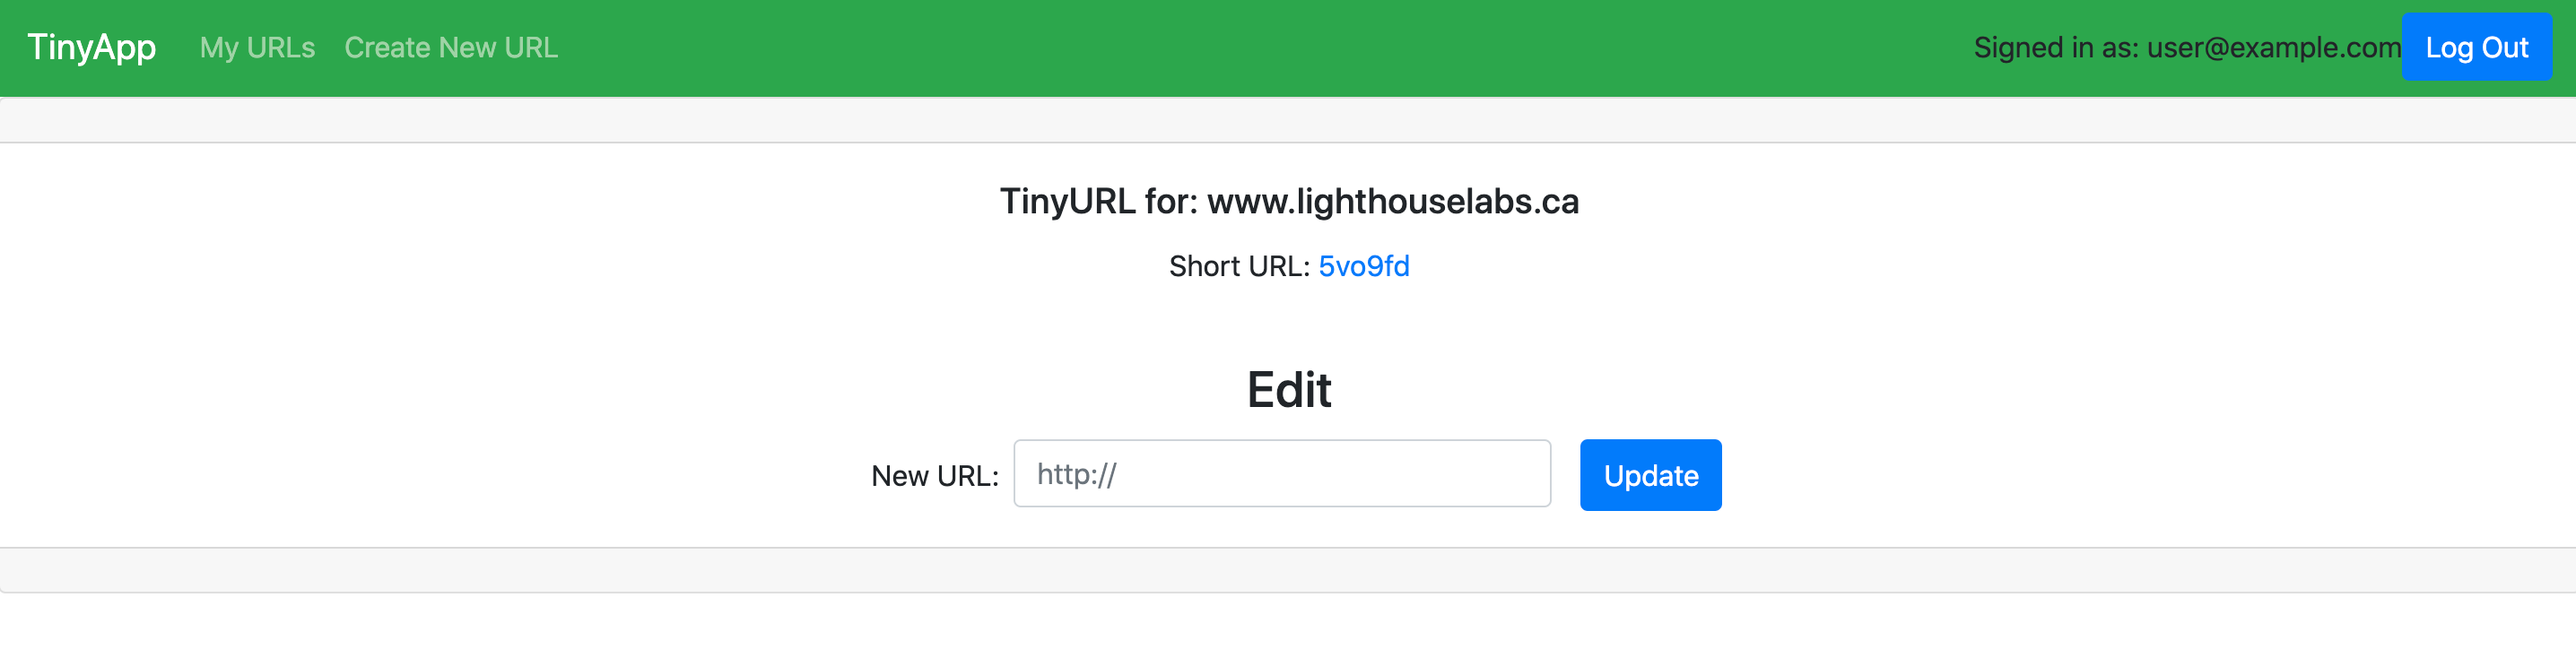 TinyApp My URLs Create New URL Signed in as: user@example.com Log Out
TinyURL for: www.lighthouselabs.ca
Short URL: 5vo9fd
Edit
New URL: http:// Update